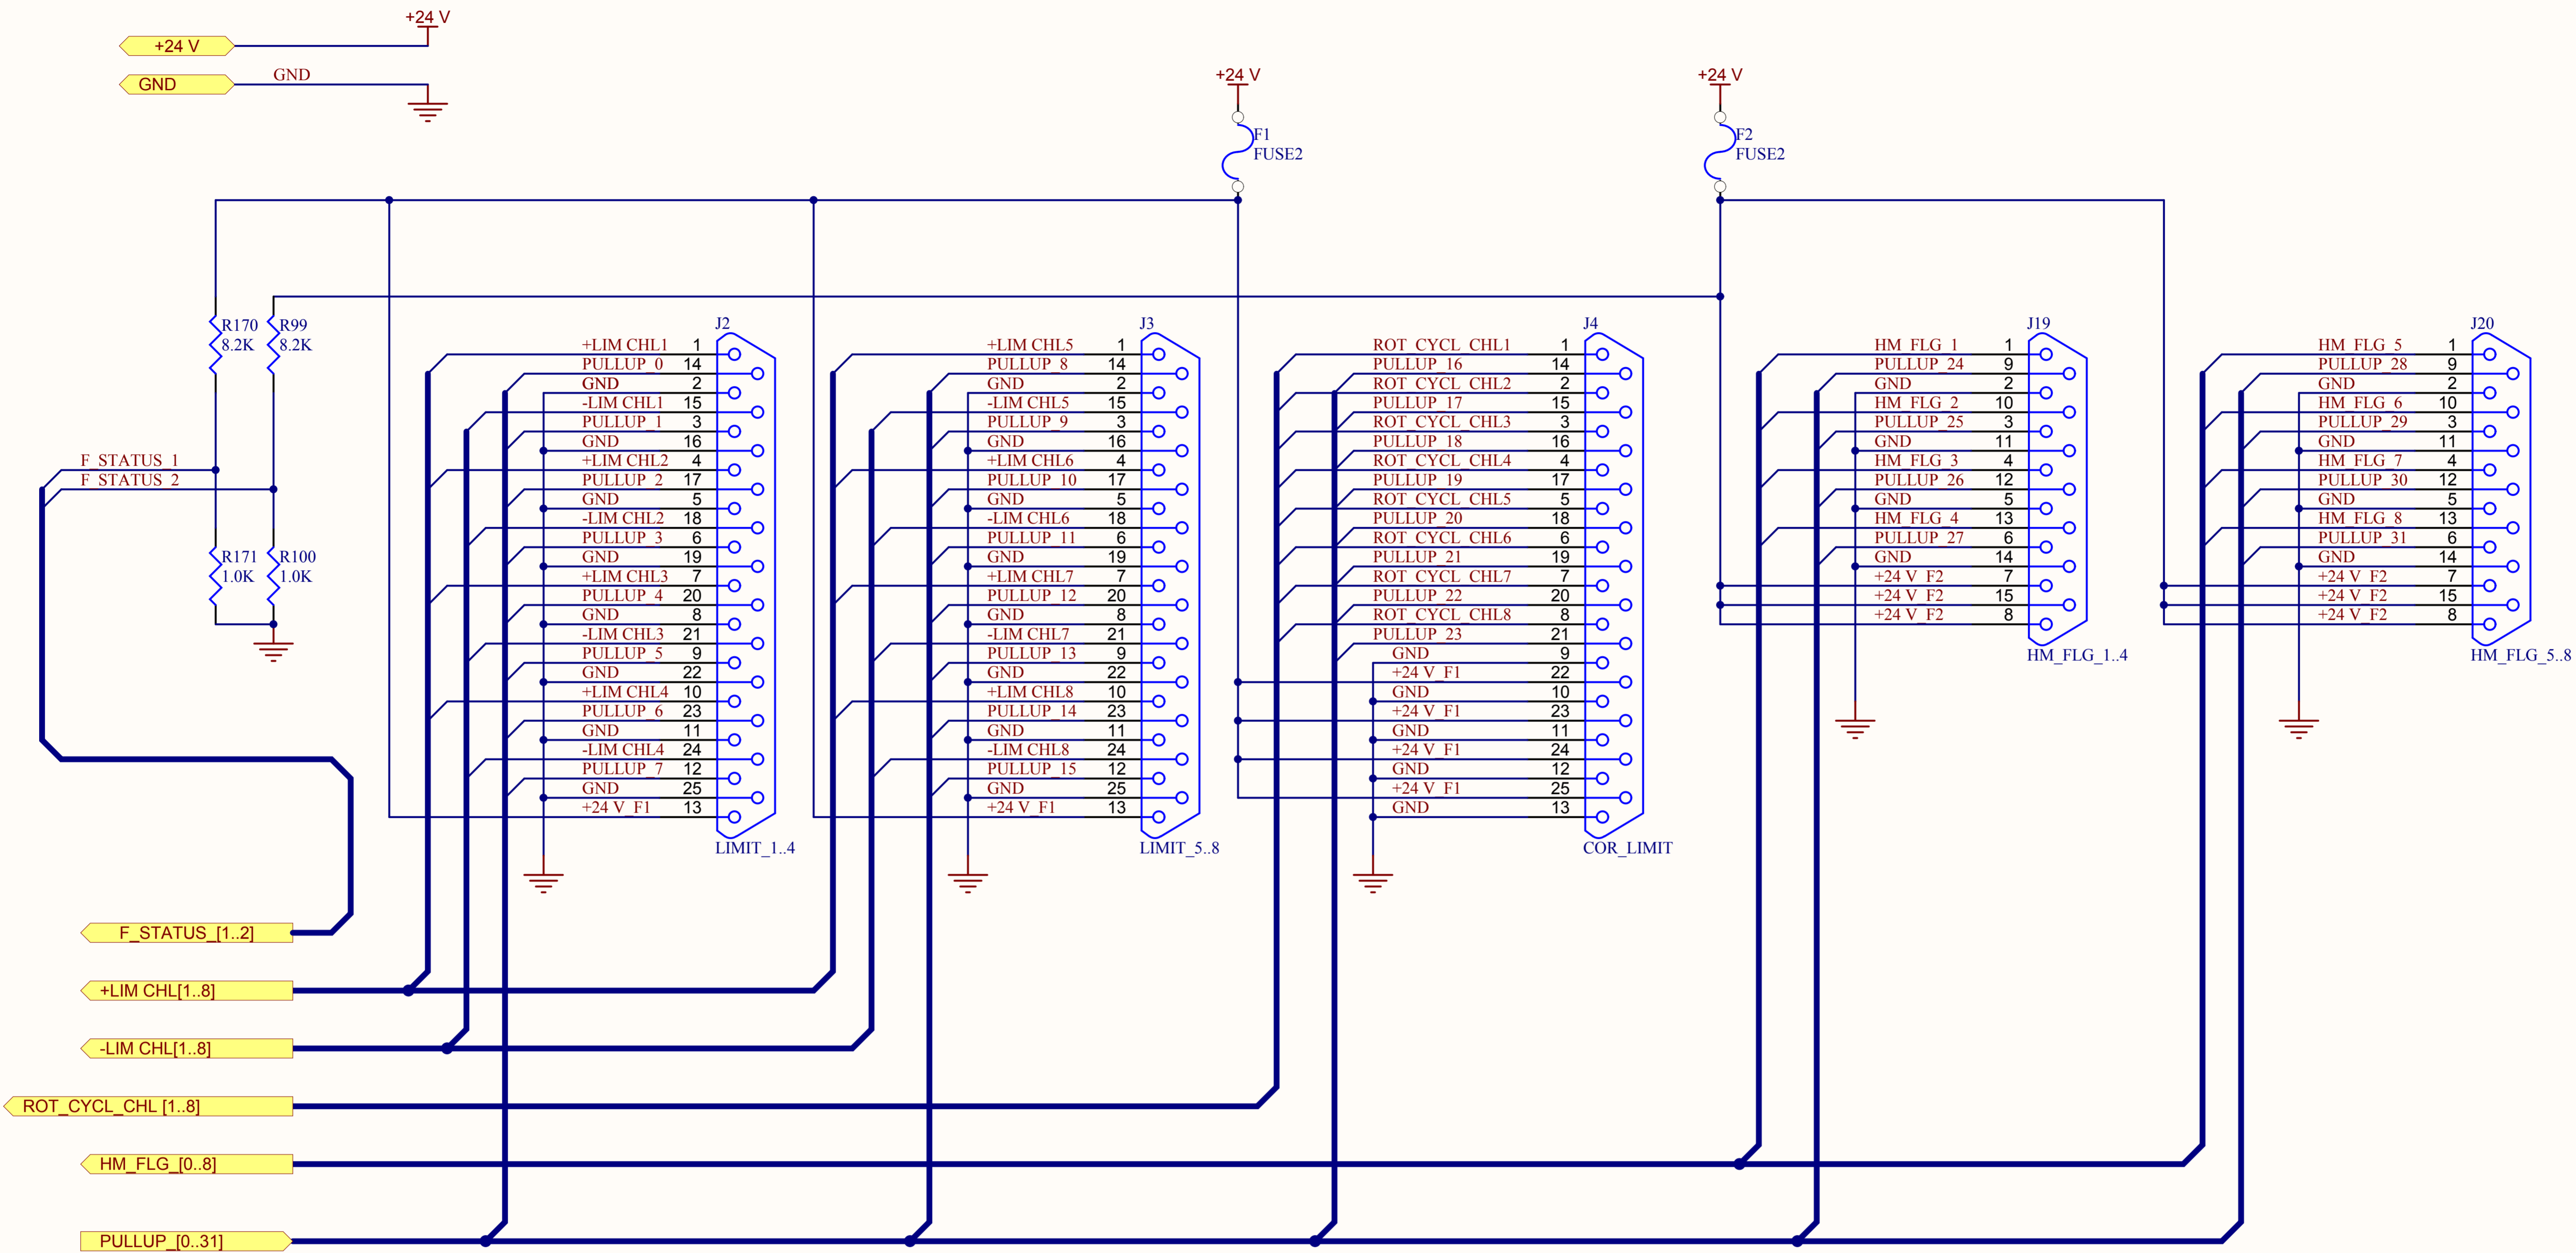 +24 V
+24 V
GND
GND
+24 V
F1
FUSE2
+24 V
F2
FUSE2
R170
8.2K
R99
8.2K
F_STATUS_1
F_STATUS_2
R171
1.0K
R100
1.0K
J2
+LIM CHL1 1
PULLUP_0 14
GND 2
-LIM CHL1 15
PULLUP_1 3
GND 16
+LIM CHL2 4
PULLUP_2 17
GND 5
-LIM CHL2 18
PULLUP_3 6
GND 19
+LIM CHL3 7
PULLUP_4 20
GND 8
-LIM CHL3 21
PULLUP_5 9
GND 22
+LIM CHL4 10
PULLUP_6 23
GND 11
-LIM CHL4 24
PULLUP_7 12
GND 25
+24 V_F1 13
LIMIT_1..4
J3
+LIM CHL5 1
PULLUP_8 14
GND 2
-LIM CHL5 15
PULLUP_9 3
GND 16
+LIM CHL6 4
PULLUP_10 17
GND 5
-LIM CHL6 18
PULLUP_11 6
GND 19
+LIM CHL7 7
PULLUP_12 20
GND 8
-LIM CHL7 21
PULLUP_13 9
GND 22
+LIM CHL8 10
PULLUP_14 23
GND 11
-LIM CHL8 24
PULLUP_15 12
GND 25
+24 V_F1 13
LIMIT_5..8
J4
ROT_CYCL_CHL1 1
PULLUP_16 14
ROT_CYCL_CHL2 2
PULLUP_17 15
ROT_CYCL_CHL3 3
PULLUP_18 16
ROT_CYCL_CHL4 4
PULLUP_19 17
ROT_CYCL_CHL5 5
PULLUP_20 18
ROT_CYCL_CHL6 6
PULLUP_21 19
ROT_CYCL_CHL7 7
PULLUP_22 20
ROT_CYCL_CHL8 8
PULLUP_23 21
GND 9
+24 V_F1 22
GND 10
+24 V_F1 23
GND 11
+24 V_F1 24
GND 12
+24 V_F1 25
GND 13
COR_LIMIT
J19
HM_FLG_1 1
PULLUP_24 9
GND 2
HM_FLG_2 10
PULLUP_25 3
GND 11
HM_FLG_3 4
PULLUP_26 12
GND 5
HM_FLG_4 13
PULLUP_27 6
GND 14
+24 V_F2 7
+24 V_F2 15
+24 V_F2 8
HM_FLG_1..4
J20
HM_FLG_5 1
PULLUP_28 9
GND 2
HM_FLG_6 10
PULLUP_29 3
GND 11
HM_FLG_7 4
PULLUP_30 12
GND 5
HM_FLG_8 13
PULLUP_31 6
GND 14
+24 V_F2 7
+24 V_F2 15
+24 V_F2 8
HM_FLG_5..8
F_STATUS_[1..2]
+LIM CHL[1..8]
-LIM CHL[1..8]
ROT_CYCL_CHL [1..8]
HM_FLG_[0..8]
PULLUP_[0..31]